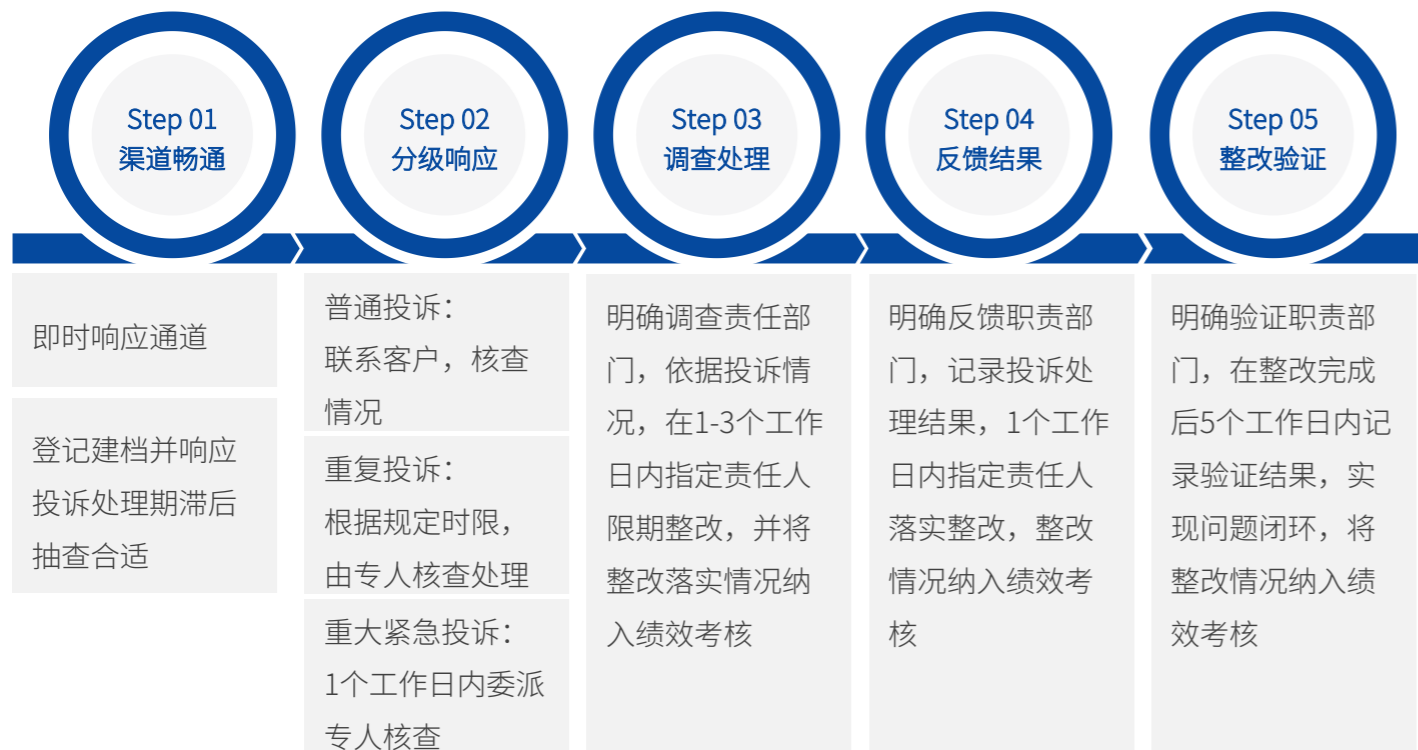 Step 01
渠道畅通
Step 02
分级响应
Step 03
调查处理
Step 04
反馈结果
Step 05
整改验证
即时响应通道
登记建档并响应
投诉处理期滞后
抽查合适
普通投诉：
联系客户，核查
情况
重复投诉：
根据规定时限，
由专人核查处理
重大紧急投诉：
1个工作日内委派
专人核查
明确调查责任部
门，依据投诉情
况，在1-3个工作
日内指定责任人
限期整改，并将
整改落实情况纳
入绩效考核
明确反馈职责部
门，记录投诉处
理结果，1个工作
日内指定责任人
落实整改，整改
情况纳入绩效考
核
明确验证职责部
门，在整改完成
后5个工作日内记
录验证结果，实
现问题闭环，将
整改情况纳入绩
效考核